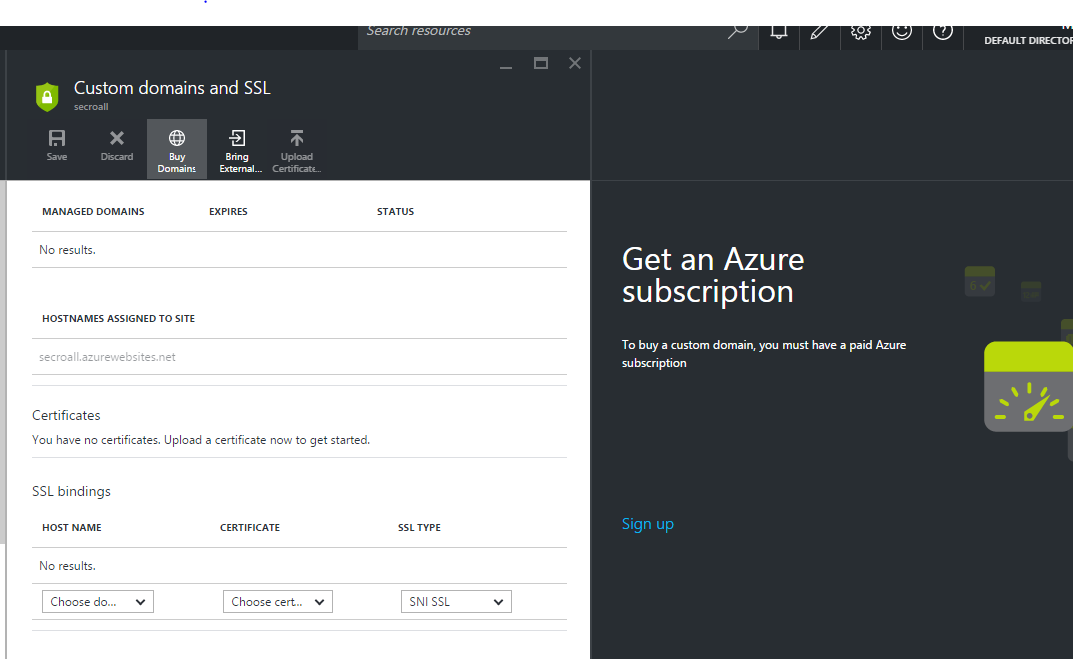 Search resources
DEFAULT DIRECTOR
Custom domains and SSL
secroall
Save
Discard
Buy Domains
Bring External...
Upload Certificate...
MANAGED DOMAINS EXPIRES STATUS
No results.
HOSTNAMES ASSIGNED TO SITE
secroall.azurewebsites.net
Certificates
You have no certificates. Upload a certificate now to get started.
SSL bindings
HOST NAME CERTIFICATE SSL TYPE
No results.
Choose do... Choose cert... SNI SSL
Get an Azure
subscription
6
To buy a custom domain, you must have a paid Azure
subscription
Sign up